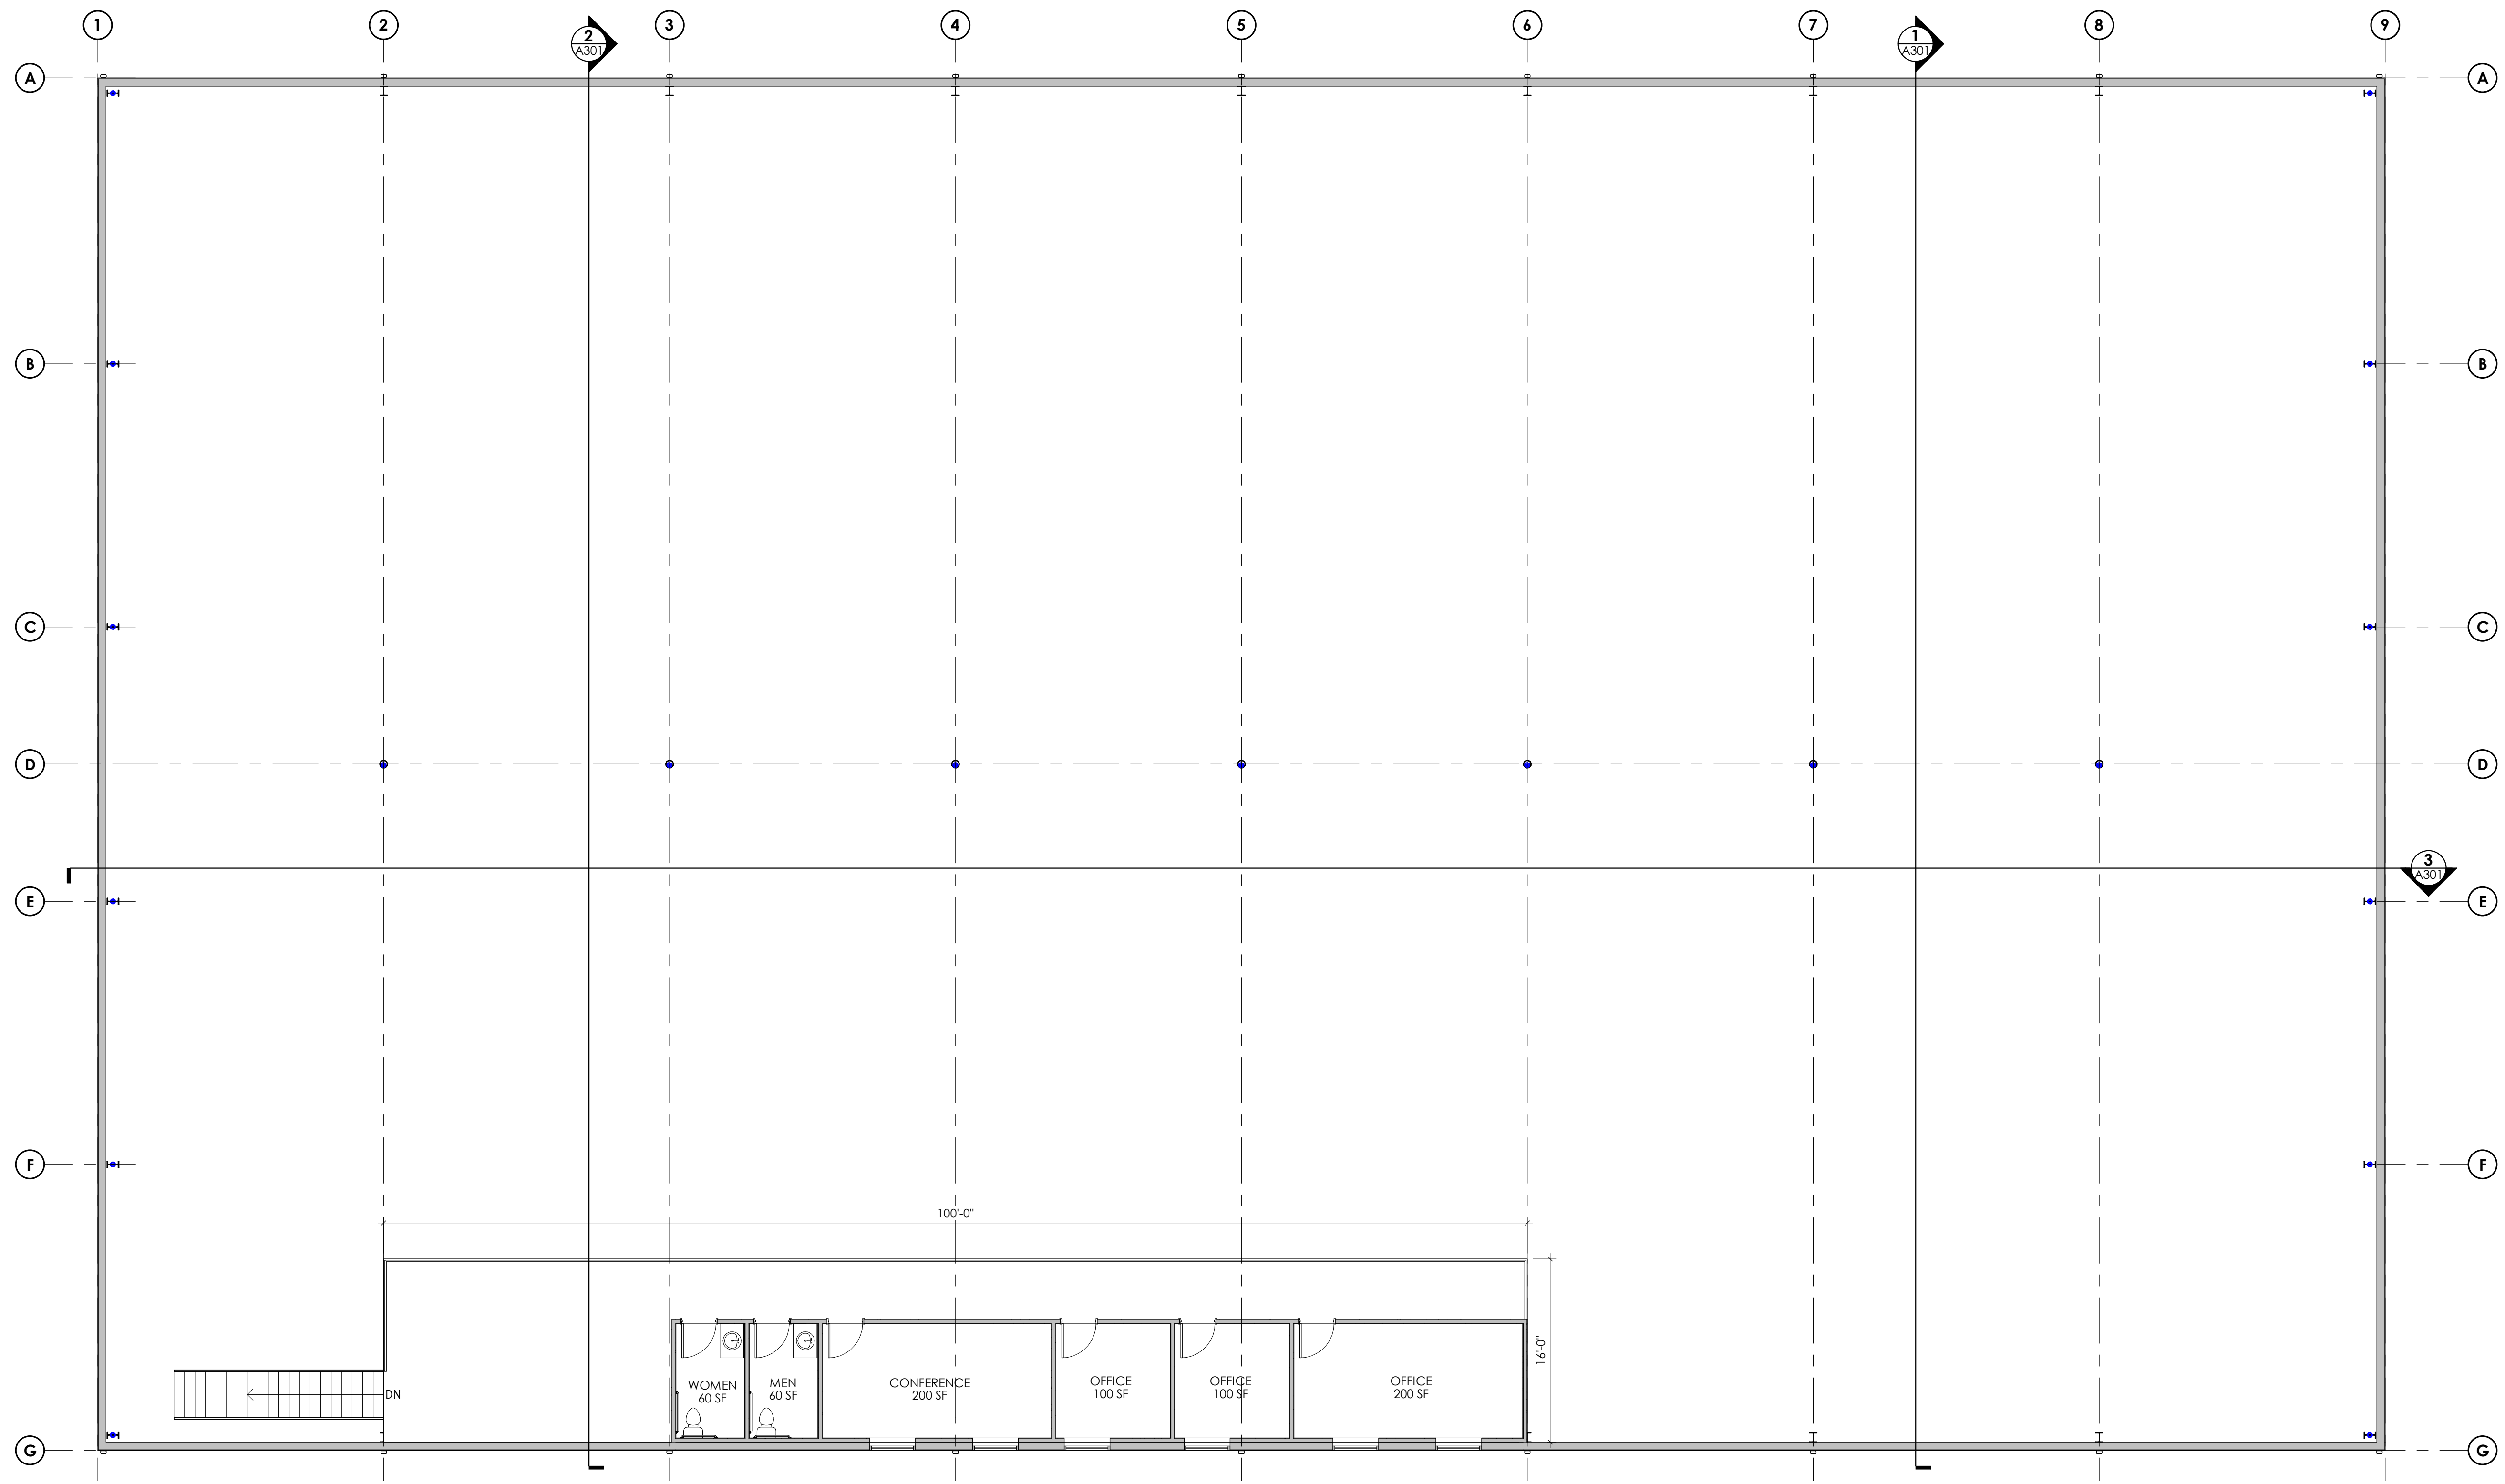 1
2
2
A301
3
4
5
6
7
1
A301
8
9
A
A
B
B
C
C
D
D
3
A301
E
E
F
F
100'-0"
16'-0"
DN
WOMEN
60 SF
MEN
60 SF
CONFERENCE
200 SF
OFFICE
100 SF
OFFICE
100 SF
OFFICE
200 SF
G
G